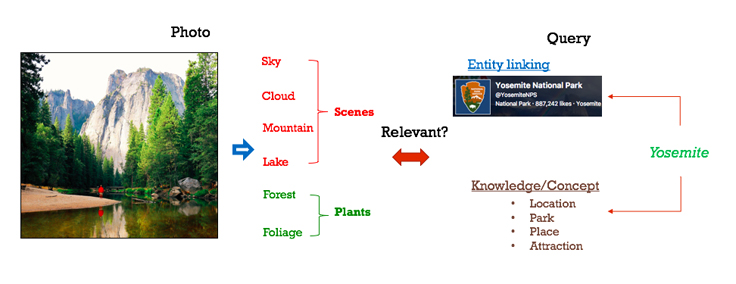 Photo
Sky
Cloud
Mountain
Lake
Scenes
Forest
Foliage
Plants
Relevant?
Query
Entity linking
Yosemite National Park
@YosemiteNPS
National Park · 887,242 likes · Yosemite
Yosemite
Knowledge/Concept
• Location
• Park
• Place
• Attraction